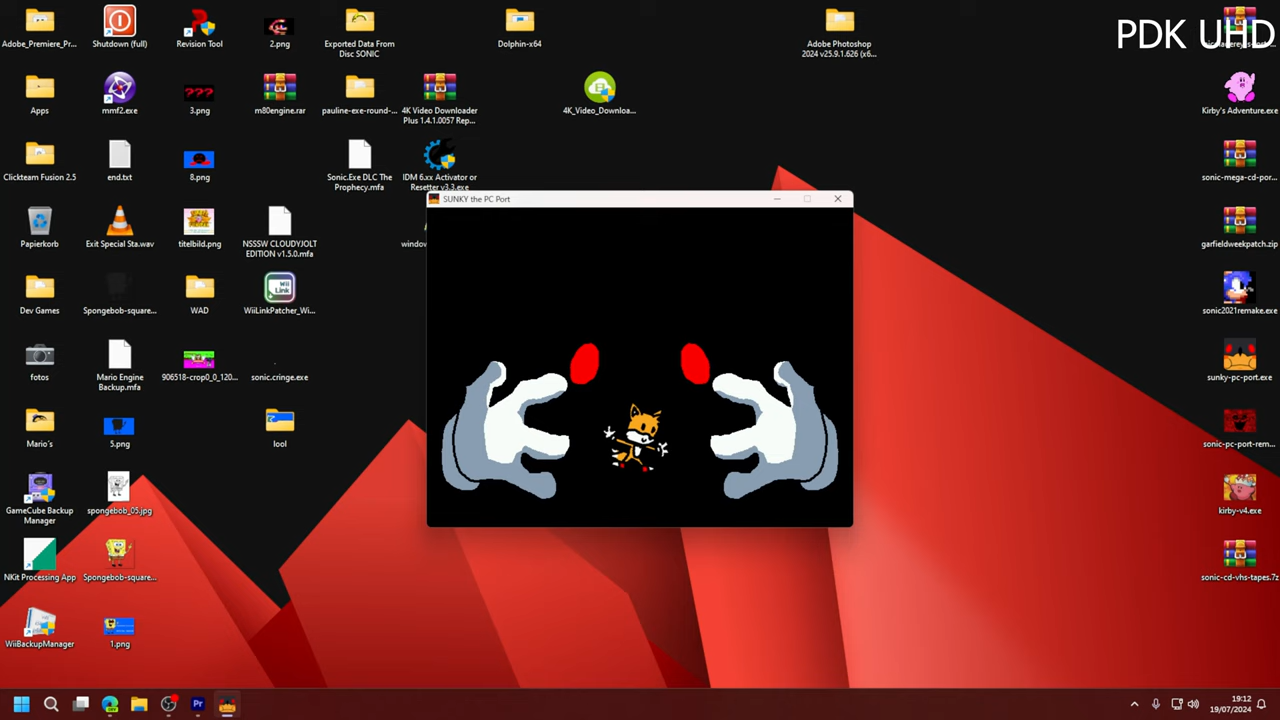 PDK UHD
Adobe_Premiere_Pr...
Shutdown (full)
Revision Tool
2.png
Exported Data From
Disc SONIC
Dolphin-x64
Adobe Photoshop
2024 v25.9.1.626 (x6...
Apps
mmf2.exe
3.png
m80engine.rar
pauline-exe-round-...
4K Video Downloader
Plus 1.4.1.0057 Rep...
4K_Video_Downloa...
Kirby's Adventure.exe
Clickteam Fusion 2.5
end.txt
8.png
Sonic.Exe DLC The
Prophecy.mfa
IDM 6.xx Activator or
Resetter v3.3.exe
sonic-mega-cd-por...
SUNKY the PC Port
Papierkorb
Exit Special Sta.wav
titelbild.png
NSSSW CLOUDYJOLT
EDITION v1.5.0.mfa
window
garfieldweekpatch.zip
Dev Games
Spongebob-square...
WAD
Wii
Link
WiiLinkPatcher_Wi...
sonic2021remake.exe
fotos
Mario Engine
Backup.mfa
906518-crop0_0_120...
sonic.cringe.exe
sunky-pc-port.exe
Mario's
5.png
lool
sonic-pc-port-rem...
GameCube Backup
Manager
spongebob_05.jpg
kirby-v4.exe
NKit Processing App
Spongebob-square...
sonic-cd-vhs-tapes.7z
WiiBackupManager
1.png
Pr
19:12
19/07/2024